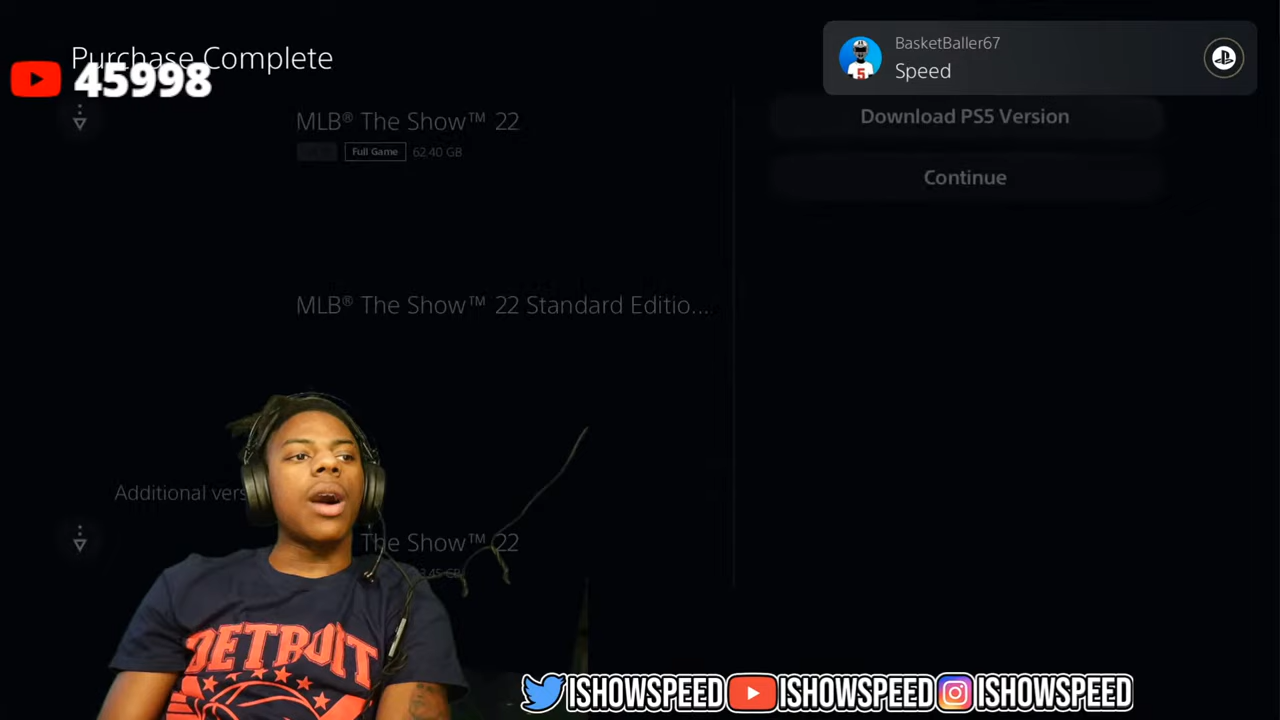 Purchase Complete
45998
BasketBaller67
Speed
MLB® The Show™ 22
Full Game 62.40 GB
Download PS5 Version
Continue
MLB® The Show™ 22 Standard Editio...
Additional vers
The Show™ 22
DETROIT
ISHOWSPEED ISHOWSPEED ISHOWSPEED